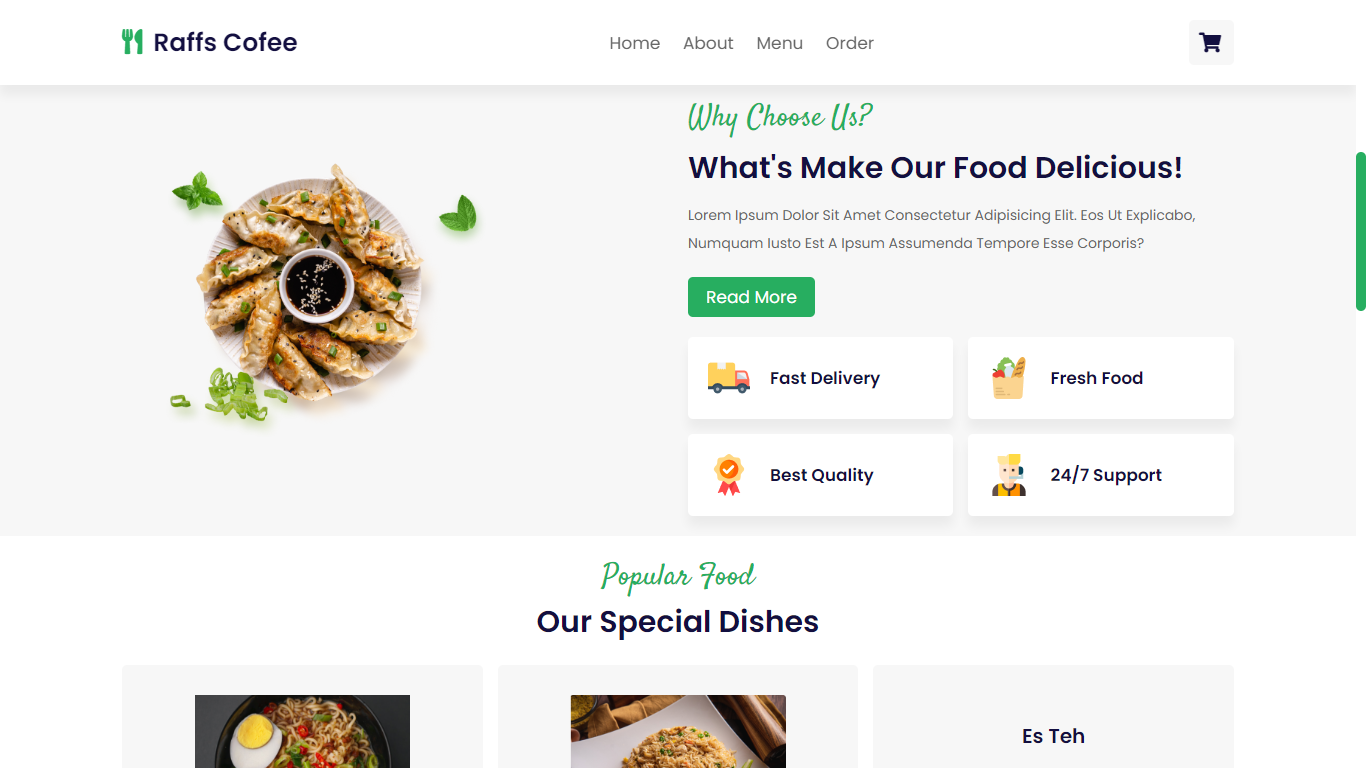 Raffs Cofee
Home About Menu Order
Why Choose Us?
What's Make Our Food Delicious!
Lorem Ipsum Dolor Sit Amet Consectetur Adipisicing Elit. Eos Ut Explicabo,
Numquam Iusto Est A Ipsum Assumenda Tempore Esse Corporis?
Read More
Fast Delivery
Fresh Food
Best Quality
24/7 Support
Popular Food
Our Special Dishes
Es Teh